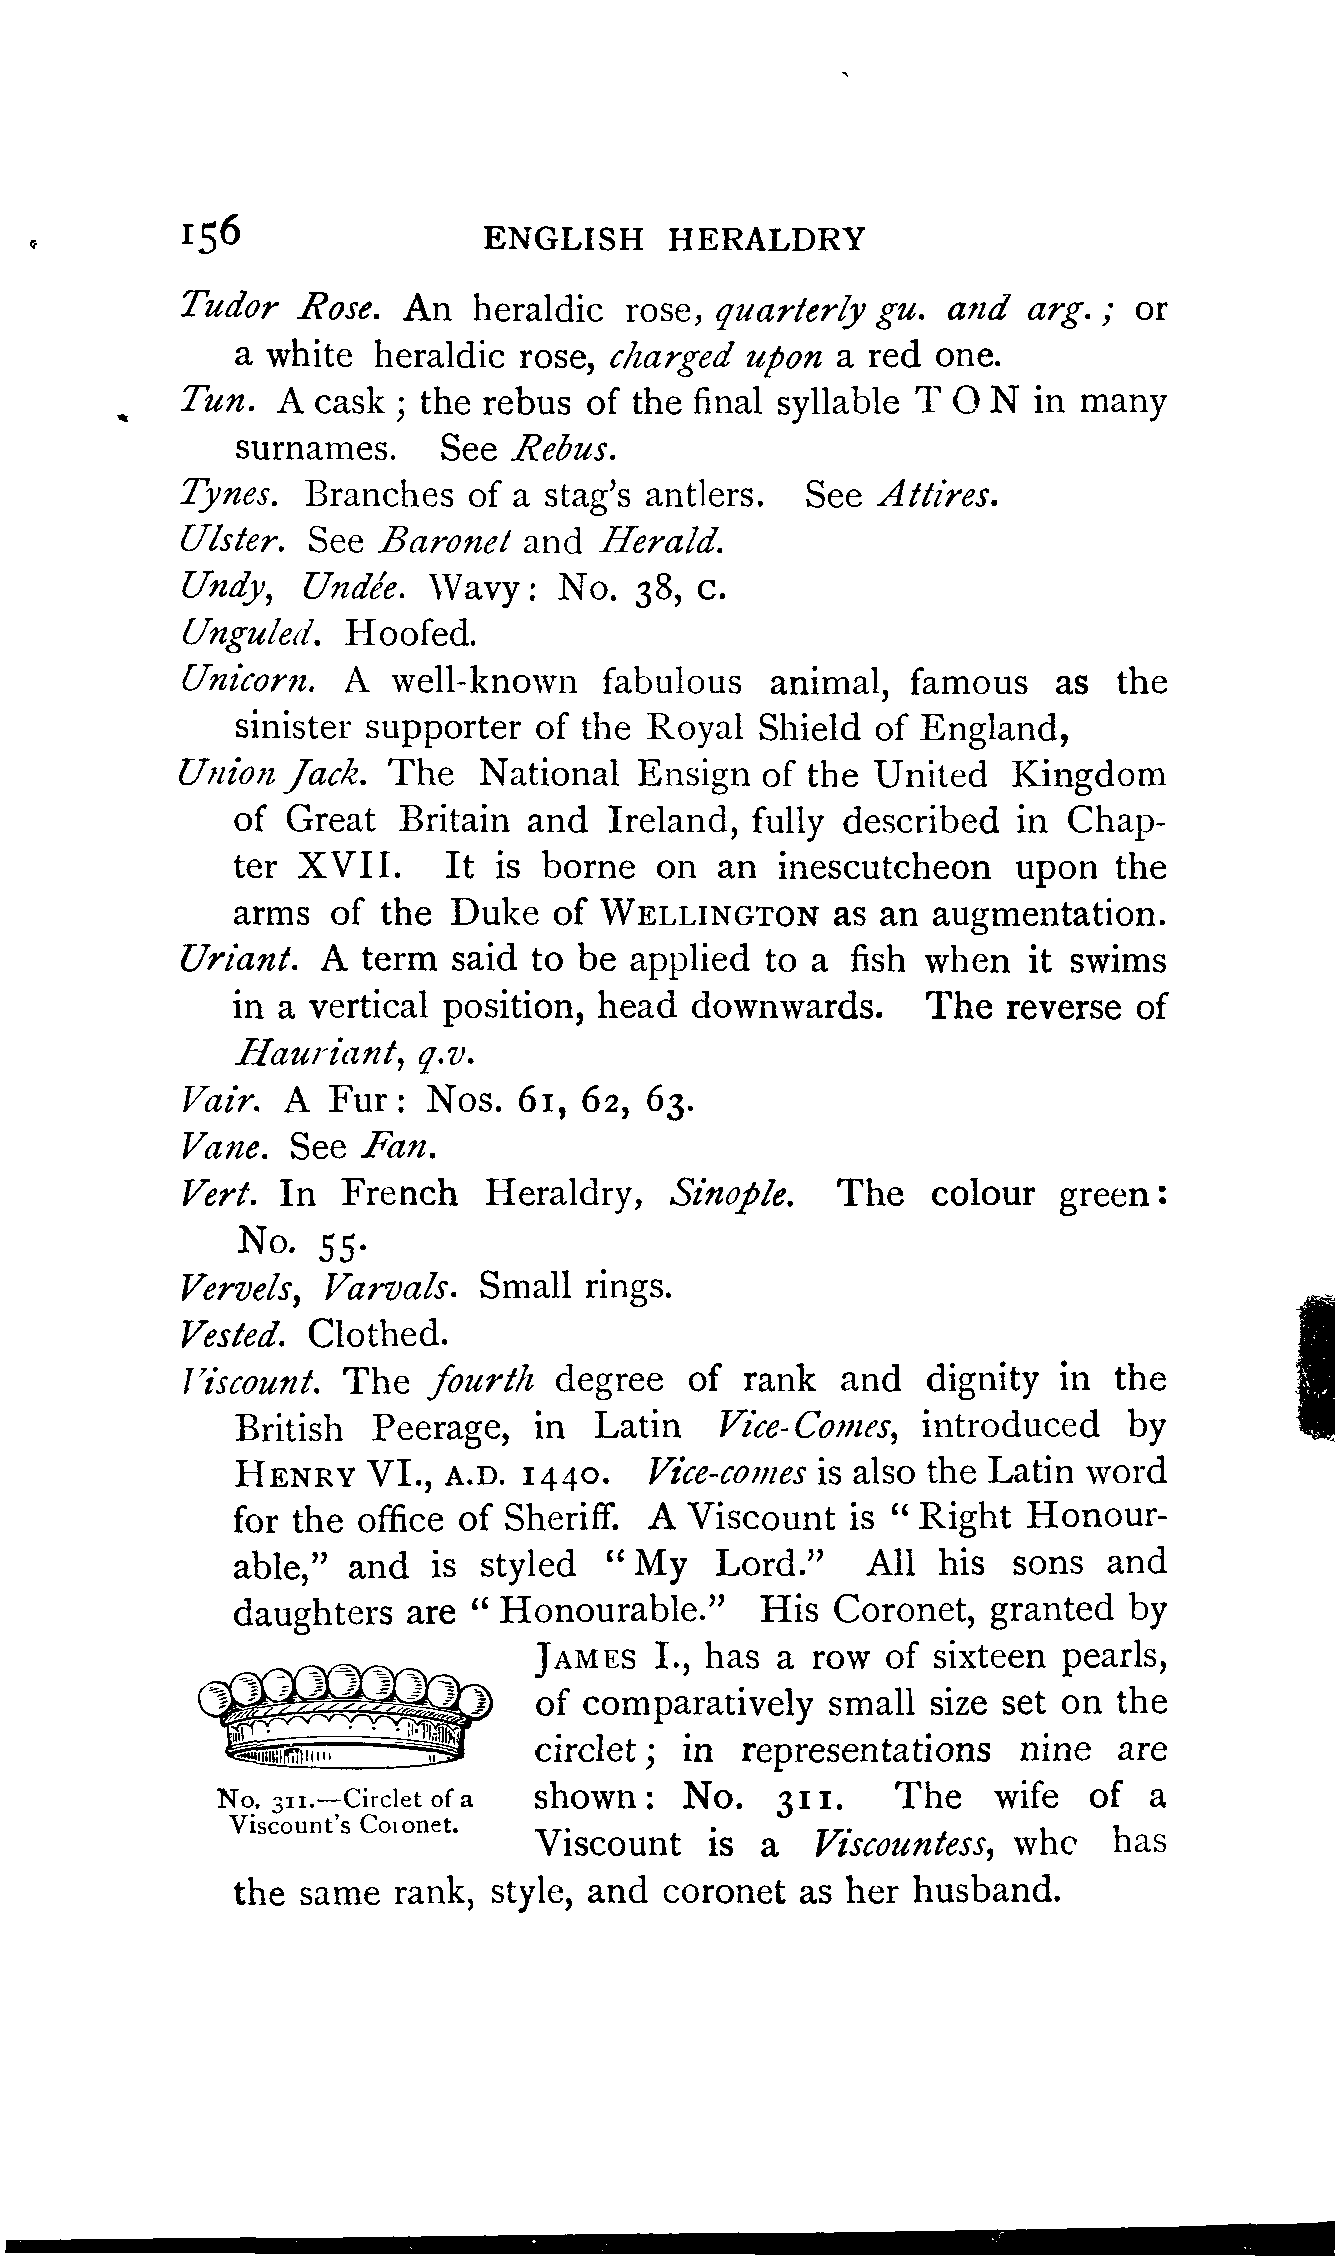 156 ENGLISH HERALDRY
Tudor Rose. An heraldic rose, quarterly gu. and arg.; or
a white heraldic rose, charged upon a red one.
Tun. A cask; the rebus of the final syllable T O N in many
surnames. See Rebus.
Tynes. Branches of a stag's antlers. See Attires.
Ulster. See Baronet and Herald.
Undy, Undée. Wavy: No. 38, C.
Unguled. Hoofed.
Unicorn. A well-known fabulous animal, famous as the
sinister supporter of the Royal Shield of England,
Union Jack. The National Ensign of the United Kingdom
of Great Britain and Ireland, fully described in Chap-
ter XVII. It is borne on an inescutcheon upon the
arms of the Duke of WELLINGTON as an augmentation.
Uriant. A term said to be applied to a fish when it swims
in a vertical position, head downwards. The reverse of
Hauriant, q.v.
Vair. A Fur: Nos. 61, 62, 63.
Vane. See Fan.
Vert. In French Heraldry, Sinople. The colour green:
No. 55.
Vervels, Varvals. Small rings.
Vested. Clothed.
Viscount. The fourth degree of rank and dignity in the
British Peerage, in Latin Vice-Comes, introduced by
HENRY VI., A.D. 1440. Vice-comes is also the Latin word
for the office of Sheriff. A Viscount is "Right Honour-
able," and is styled "My Lord." All his sons and
daughters are "Honourable." His Coronet, granted by
JAMES I., has a row of sixteen pearls,
of comparatively small size set on the
circlet; in representations nine are
shown: No. 311. The wife of a
Viscount is a Viscountess, who has
the same rank, style, and coronet as her husband.
No. 311.—Circlet of a
Viscount's Coronet.